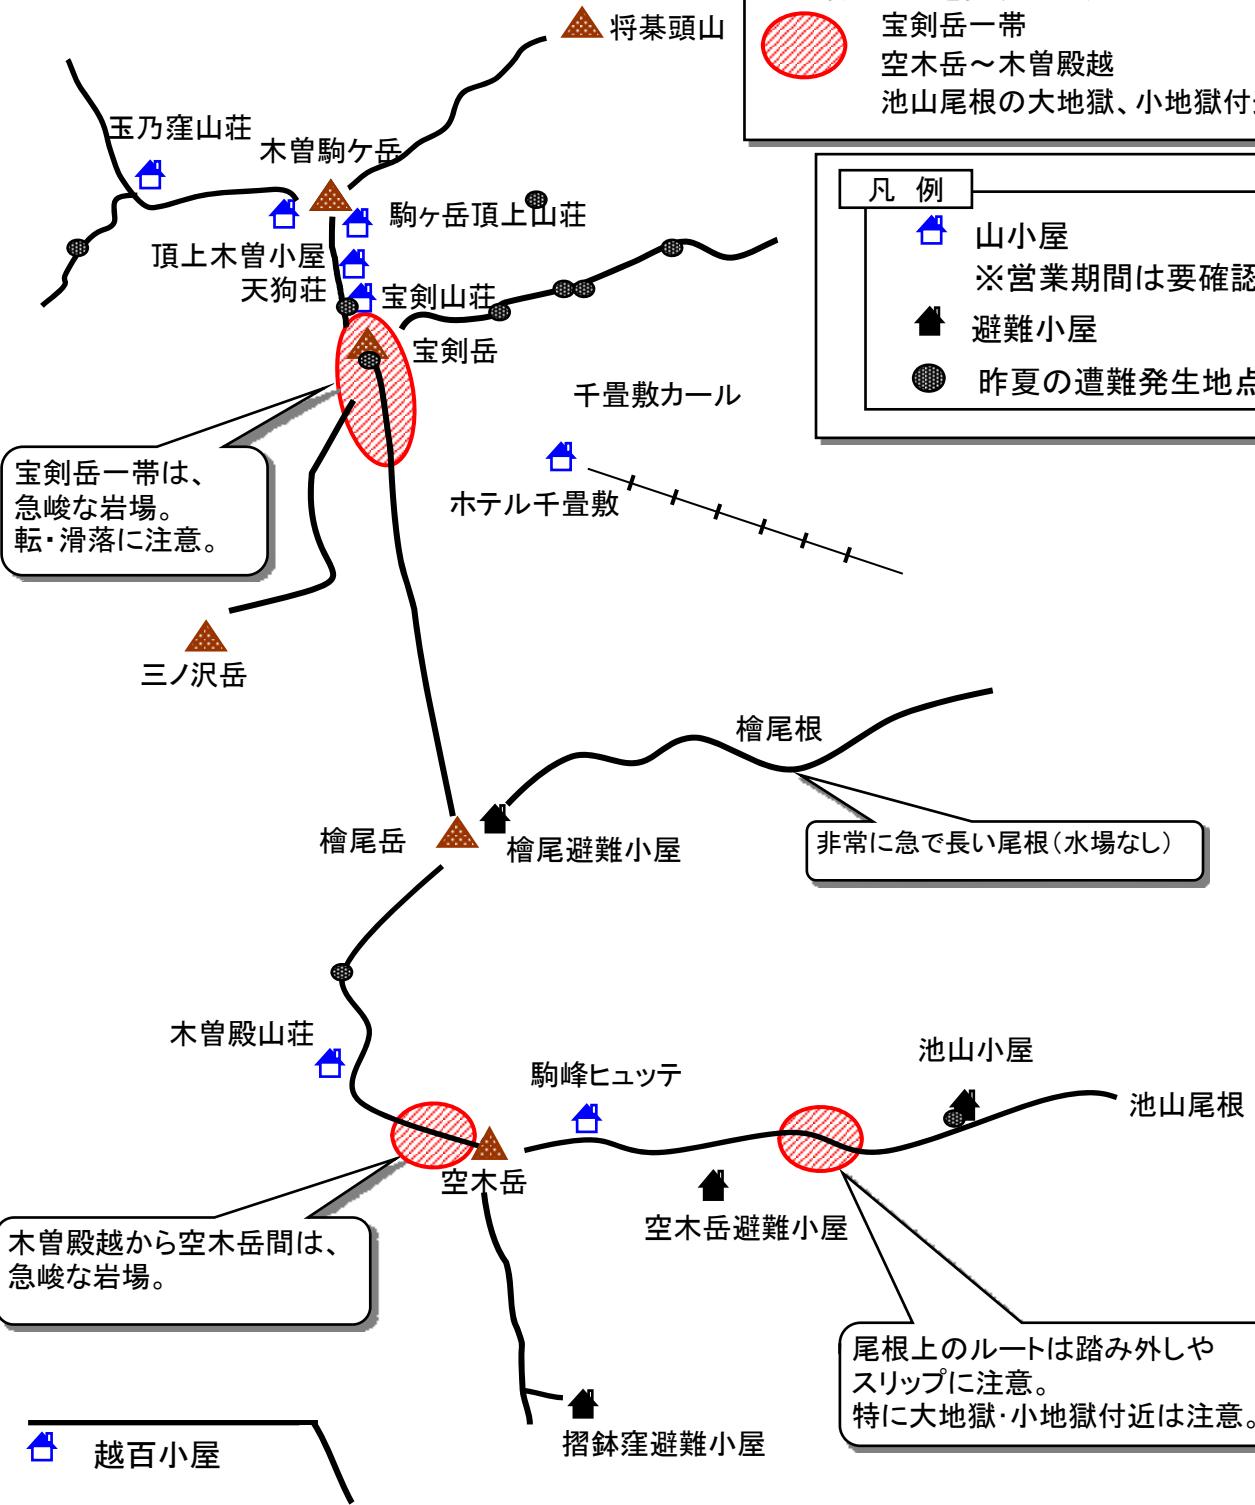 将棊頭山
宝剣岳一帯
空木岳～木曽殿越
池山尾根の大地獄、小地獄付
玉乃窪山荘
木曽駒ケ岳
凡 例
駒ヶ岳頂上山荘
山小屋
※営業期間は要確認
頂上木曽小屋
天狗荘
宝剣山荘
避難小屋
宝剣岳
昨夏の遭難発生地点
千畳敷カール
宝剣岳一帯は、
急峻な岩場。
転・滑落に注意。
ホテル千畳敷
三ノ沢岳
檜尾根
檜尾岳
檜尾避難小屋
非常に急で長い尾根（水場なし）
木曽殿山荘
駒峰ヒュッテ
池山小屋
池山尾根
空木岳
空木岳避難小屋
木曽殿越から空木岳間は、
急峻な岩場。
尾根上のルートは踏み外しや
スリップに注意。
特に大地獄・小地獄付近は注意。
摺鉢窪避難小屋
越百小屋